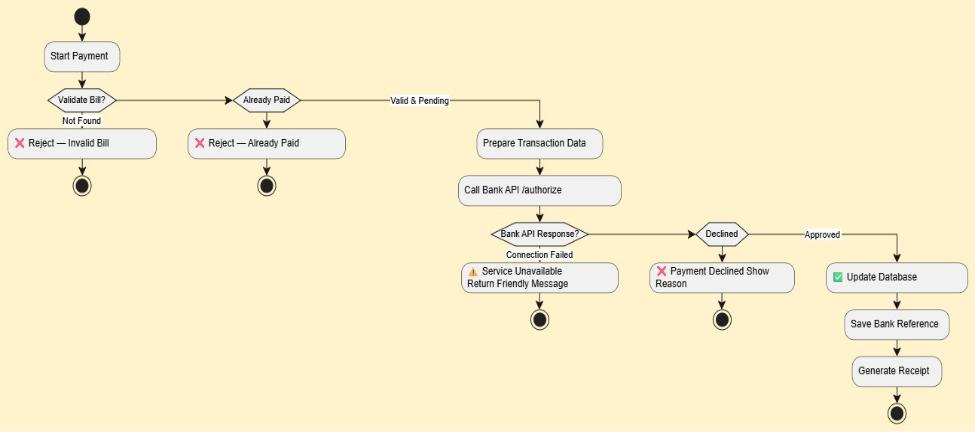 Start Payment
Validate Bill?
Already Paid
Valid & Pending
Not Found
❌ Reject — Invalid Bill
❌ Reject — Already Paid
Prepare Transaction Data
Call Bank API /authorize
Bank API Response?
Declined
Approved
Connection Failed
⚠️ Service Unavailable
Return Friendly Message
❌ Payment Declined Show
Reason
✅ Update Database
Save Bank Reference
Generate Receipt